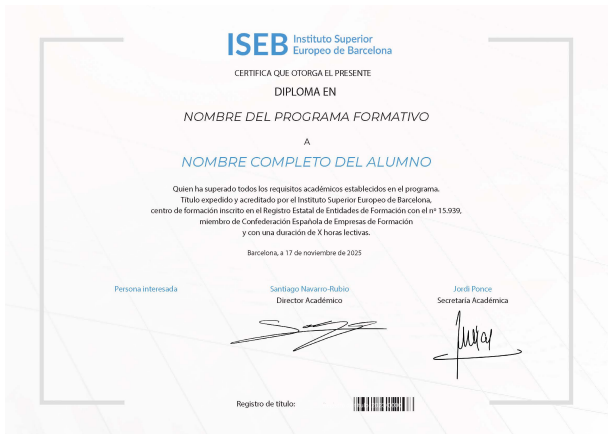 ISEB Instituto Superior
Europeo de Barcelona
CERTIFICA QUE OTORGA EL PRESENTE
DIPLOMA EN
NOMBRE DEL PROGRAMA FORMATIVO
A
NOMBRE COMPLETO DEL ALUMNO
Quien ha superado todos los requisitos académicos establecidos en el programa.
Título expedido y acreditado por el Instituto Superior Europeo de Barcelona,
centro de formación inscrito en el Registro Estatal de Entidades de Formación con el nº 15.939,
miembro de Confederación Española de Empresas de Formación
y con una duración de X horas lectivas.
Barcelona, a 17 de noviembre de 2025
Persona interesada
Santiago Navarro-Rubio
Director Académico
Jordi Ponce
Secretaría Académica
Registro de título: